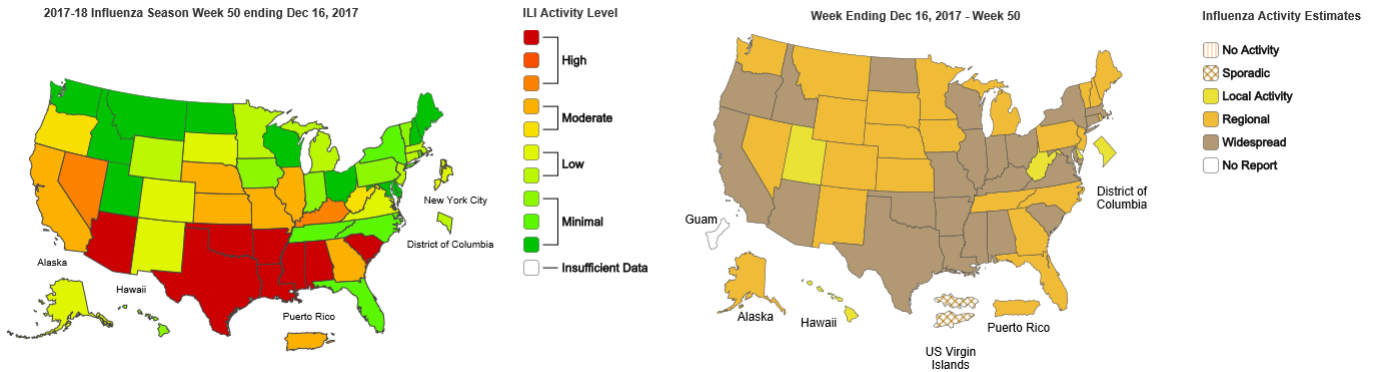 2017-18 Influenza Season Week 50 ending Dec 16, 2017
ILI Activity Level
High
Moderate
Low
Minimal
Insufficient Data
New York City
District of Columbia
Alaska
Hawaii
Puerto Rico
Week Ending Dec 16, 2017 - Week 50
Influenza Activity Estimates
No Activity
Sporadic
Local Activity
Regional
Widespread
No Report
District of
Columbia
Guam
Alaska
Hawaii
Puerto Rico
US Virgin
Islands